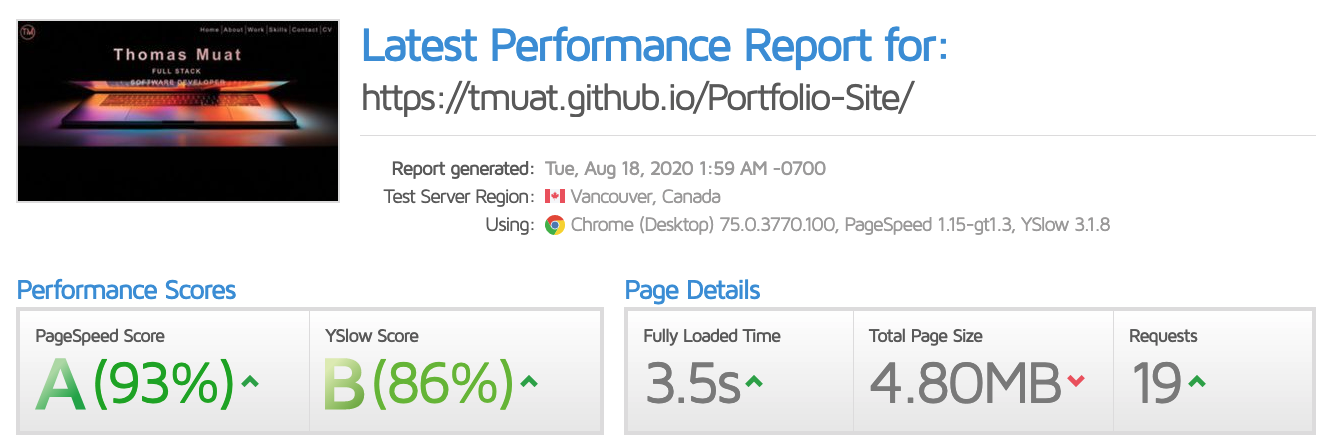 TM
Home |About |Work |Skills |Contact |CV
Thomas Muat
FULL STACK
SOFTWARE DEVELOPER
Latest Performance Report for:
https://tmuat.github.io/Portfolio-Site/
Report generated: Tue, Aug 18, 2020 1:59 AM -0700
Test Server Region: Vancouver, Canada
Using: Chrome (Desktop) 75.0.3770.100, PageSpeed 1.15-gt1.3, YSlow 3.1.8
Performance Scores
PageSpeed Score
A (93%)
YSlow Score
B (86%)
Page Details
Fully Loaded Time
3.5s
Total Page Size
4.80MB
Requests
19